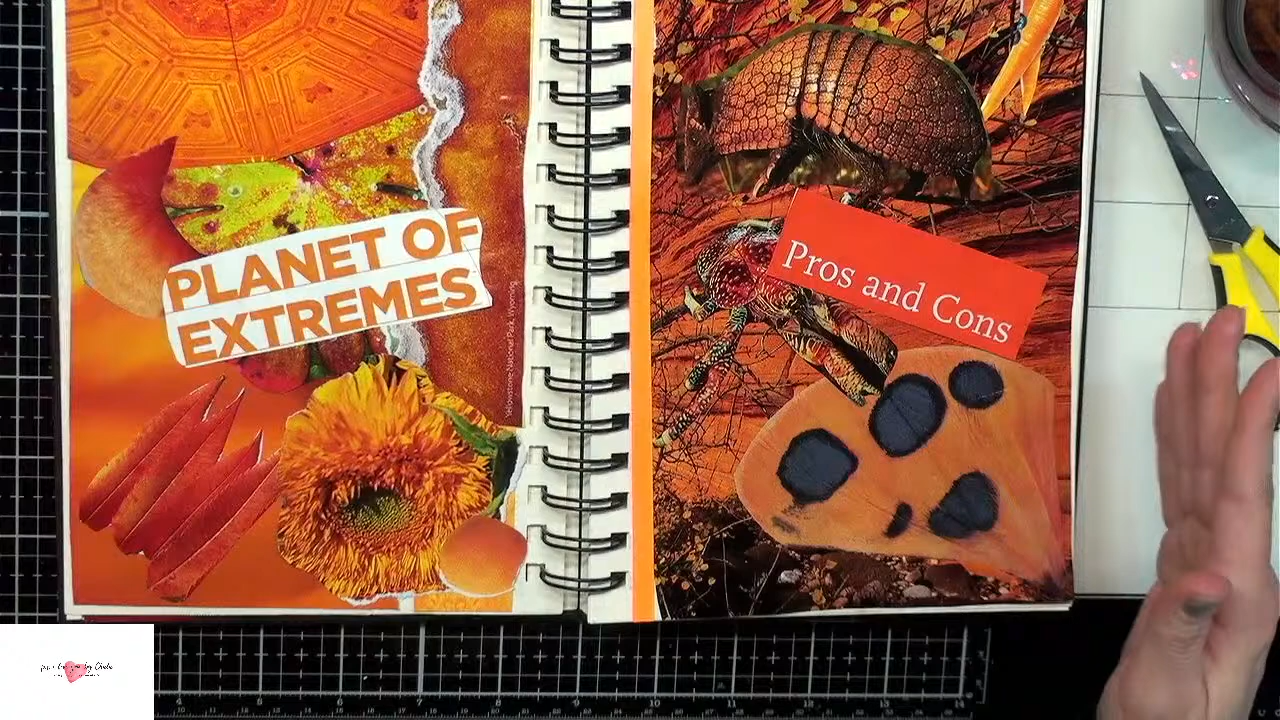 PLANET OF
EXTREMES
Yellowstone National Park, Wyoming
Pros and Cons